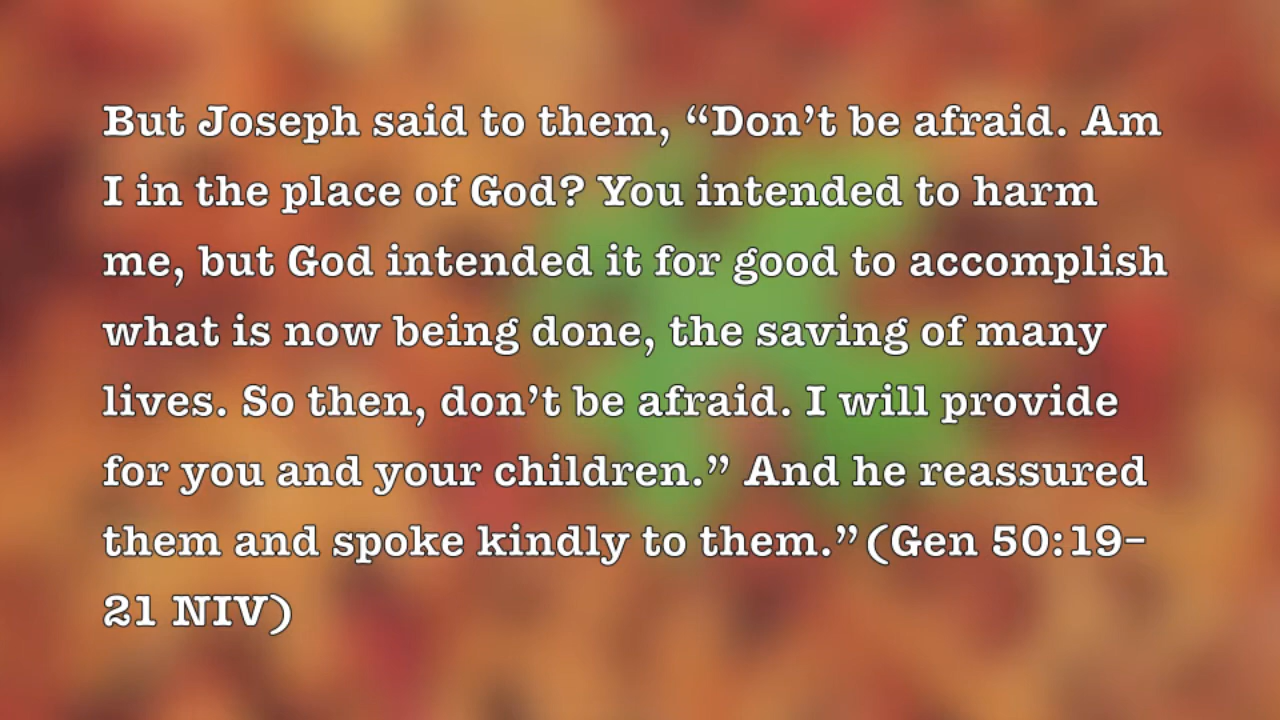 But Joseph said to them, “Don’t be afraid. Am
I in the place of God? You intended to harm
me, but God intended it for good to accomplish
what is now being done, the saving of many
lives. So then, don’t be afraid. I will provide
for you and your children.” And he reassured
them and spoke kindly to them.”(Gen 50:19–
21 NIV)